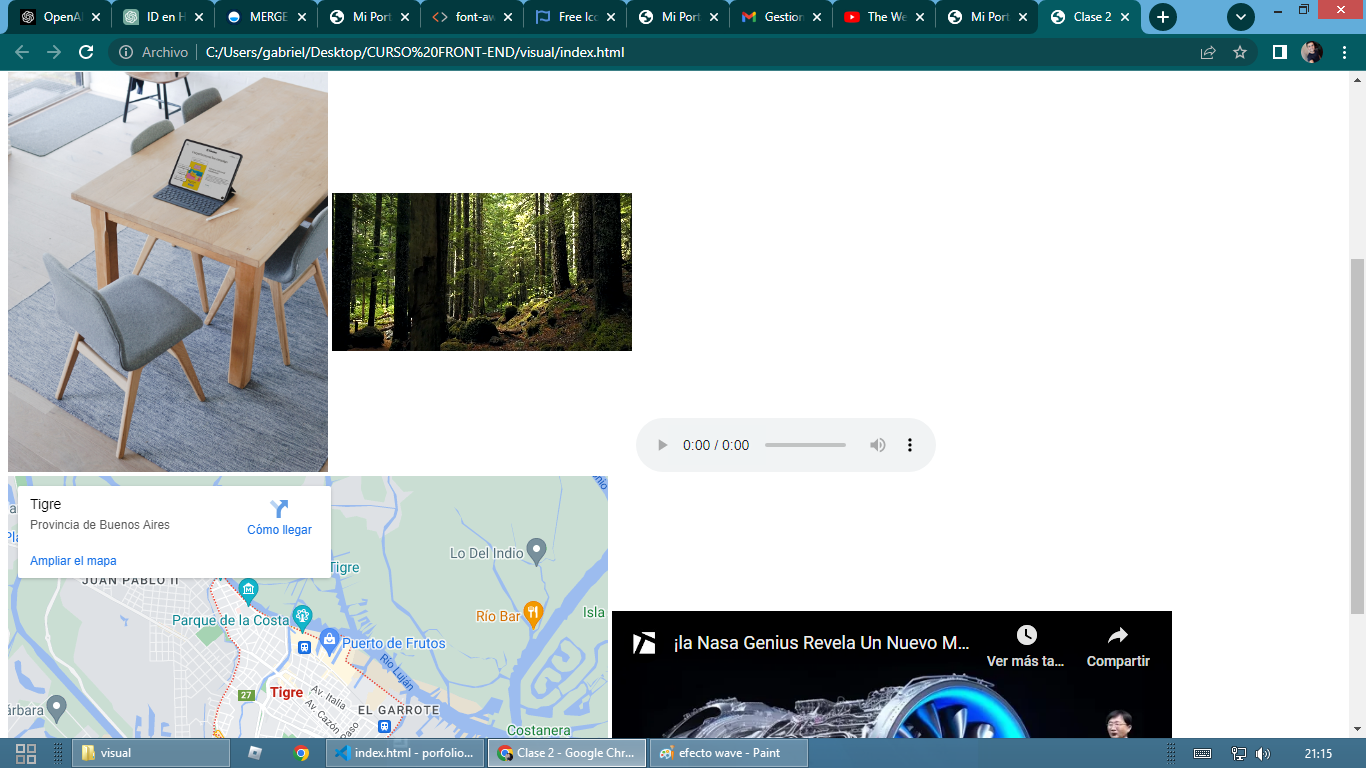 OpenA
ID en H
MERGE
Mi Port
font-aw
Free Ico
Mi Port
Gestion
The We
Mi Port
Clase 2
Archivo
C:/Users/gabriel/Desktop/CURSO%20FRONT-END/visual/index.html
0:00 / 0:00
Tigre
Provincia de Buenos Aires
Cómo llegar
Ampliar el mapa
JUAN PABLO II
Tigre
Lo Del Indio
Parque de la Costa
Río Bar
Isla
Puerto de Frutos
Río Luján
Tigre
Av. Italia
Av. Cazón
Paso
27
EL GARROTE
árbara
Costanera
¡la Nasa Genius Revela Un Nuevo M...
Ver más ta...
Compartir
visual
index.html - porfolio...
Clase 2 - Google Chr...
efecto wave - Paint
21:15